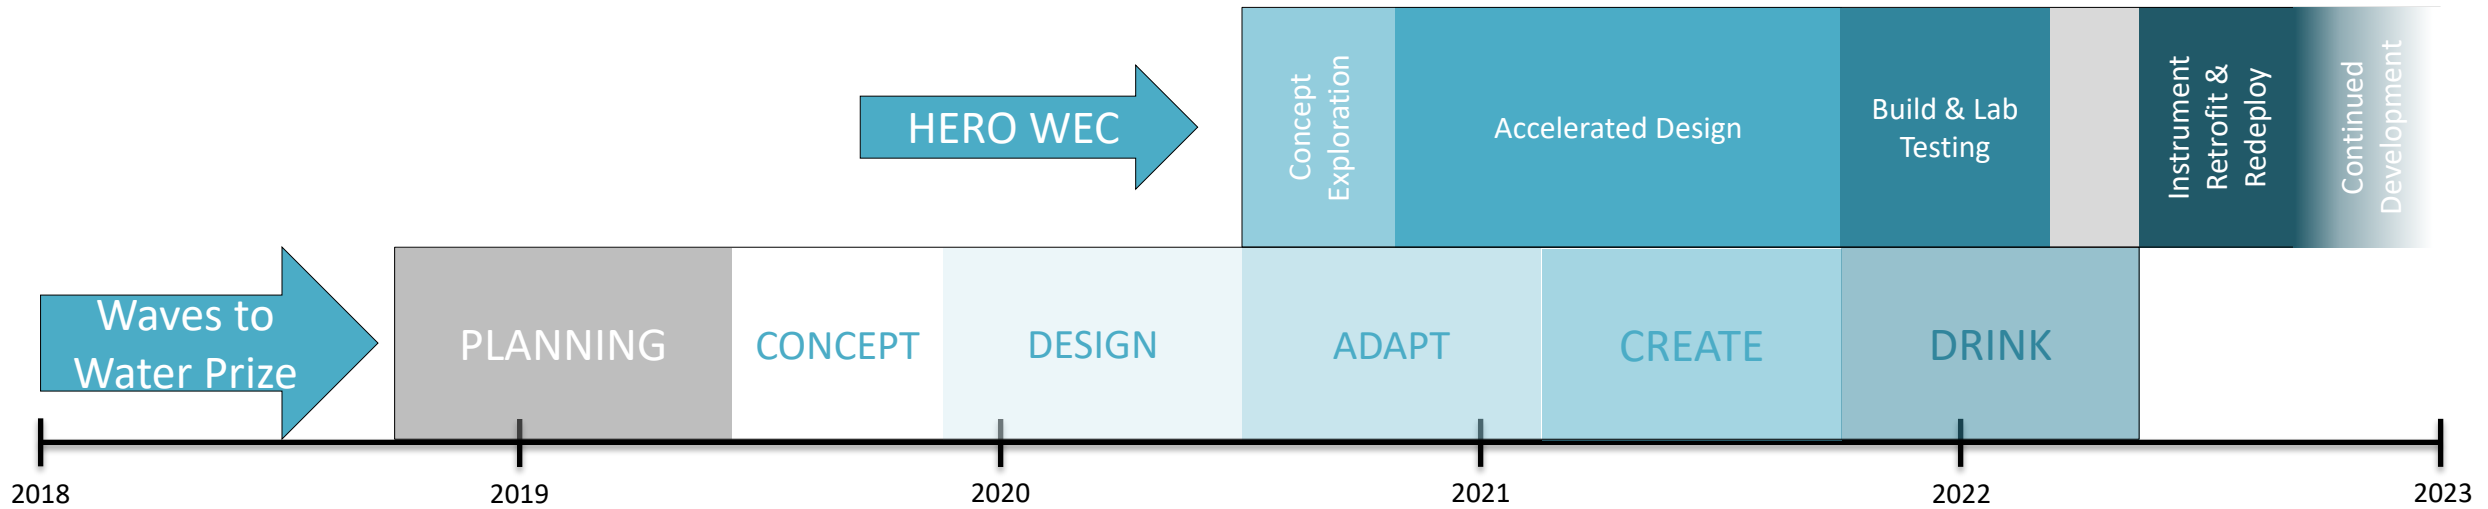 HERO WEC
Concept
Exploration
Accelerated Design
Build & Lab
Testing
Instrument
Retrofit &
Redeploy
Continued
Development
Waves to
Water Prize
PLANNING
CONCEPT
DESIGN
ADAPT
CREATE
DRINK
2018
2019
2020
2021
2022
2023